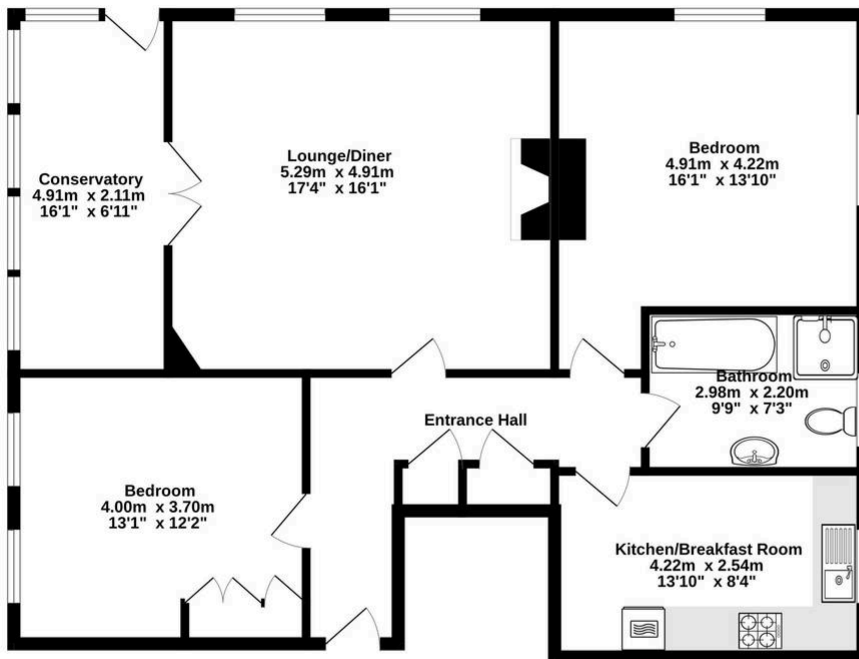 Conservatory
4.91m x 2.11m
16'1" x 6'11"
Lounge/Diner
5.29m x 4.91m
17'4" x 16'1"
Bedroom
4.91m x 4.22m
16'1" x 13'10"
Bathroom
2.98m x 2.20m
9'9" x 7'3"
Entrance Hall
Bedroom
4.00m x 3.70m
13'1" x 12'2"
Kitchen/Breakfast Room
4.22m x 2.54m
13'10" x 8'4"